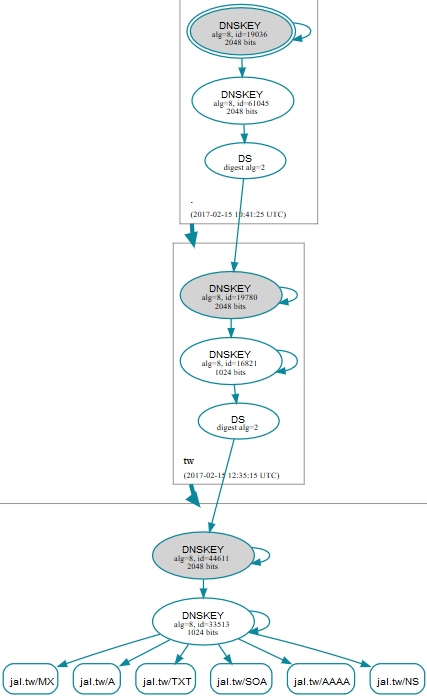 DNSKEY
alg=8, id=19036
2048 bits
DNSKEY
alg=8, id=61045
2048 bits
DS
digest alg=2
.
(2017-02-15 10:41:25 UTC)
DNSKEY
alg=8, id=19780
2048 bits
DNSKEY
alg=8, id=16821
1024 bits
DS
digest alg=2
tw
(2017-02-15 12:35:15 UTC)
DNSKEY
alg=8, id=44611
2048 bits
DNSKEY
alg=8, id=33513
1024 bits
jal.tw/MX jal.tw/A jal.tw/TXT jal.tw/SOA jal.tw/AAAA jal.tw/NS